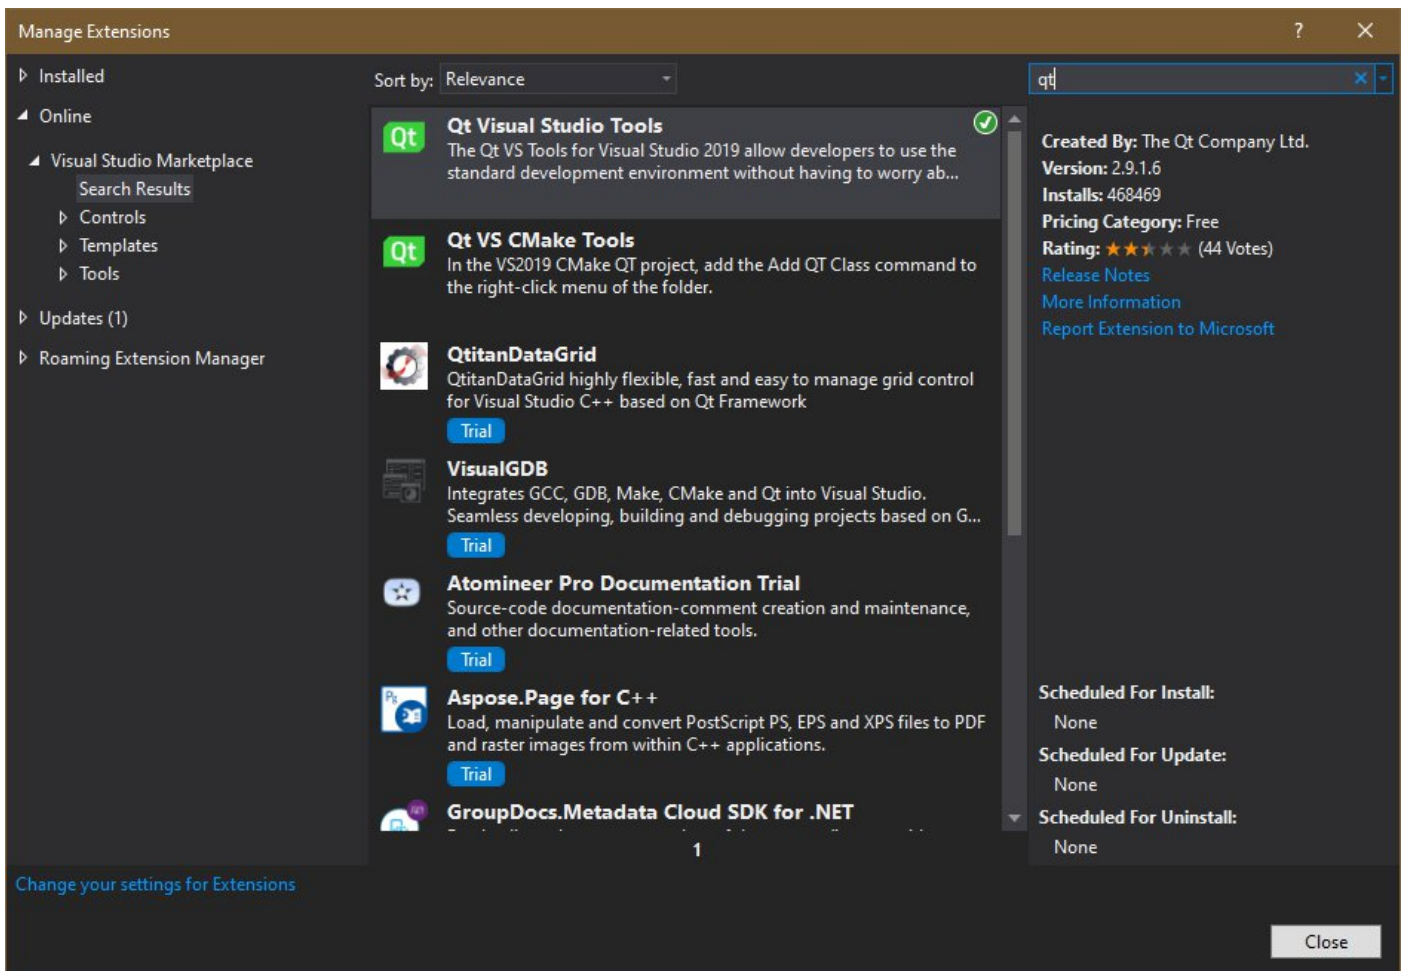 Manage Extensions
?
Installed
Online
Visual Studio Marketplace
Search Results
Controls
Templates
Tools
Updates (1)
Roaming Extension Manager
Sort by: Relevance
Qt
Qt Visual Studio Tools
The Qt VS Tools for Visual Studio 2019 allow developers to use the
standard development environment without having to worry ab...
Qt
Qt VS CMake Tools
In the VS2019 CMake QT project, add the Add QT Class command to
the right-click menu of the folder.
QtitanDataGrid
QtitanDataGrid highly flexible, fast and easy to manage grid control
for Visual Studio C++ based on Qt Framework
Trial
VisualGDB
Integrates GCC, GDB, Make, CMake and Qt into Visual Studio.
Seamless developing, building and debugging projects based on G...
Trial
Atomineer Pro Documentation Trial
Source-code documentation-comment creation and maintenance,
and other documentation-related tools.
Trial
Aspose.Page for C++
Load, manipulate and convert PostScript PS, EPS and XPS files to PDF
and raster images from within C++ applications.
Trial
GroupDocs.Metadata Cloud SDK for .NET
1
qt
Created By: The Qt Company Ltd.
Version: 2.9.1.6
Installs: 468469
Pricing Category: Free
Rating: (44 Votes)
Release Notes
More Information
Report Extension to Microsoft
Scheduled For Install:
None
Scheduled For Update:
None
Scheduled For Uninstall:
None
Change your settings for Extensions
Close